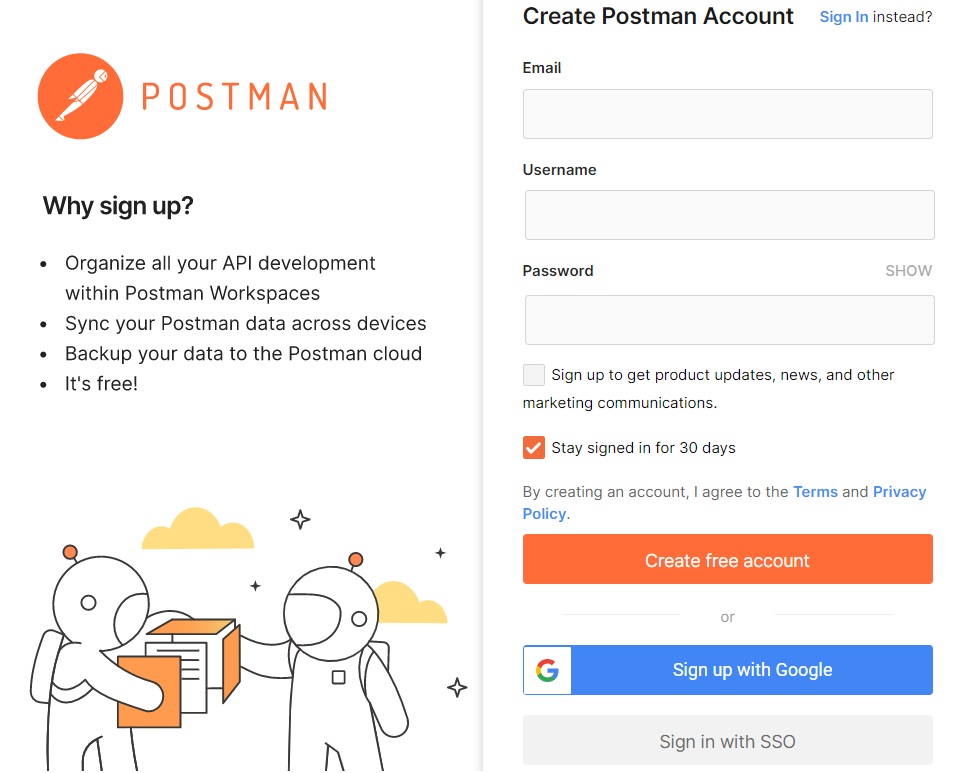 POSTMAN
Why sign up?
Organize all your API development
within Postman Workspaces
Sync your Postman data across devices
Backup your data to the Postman cloud
It's free!
Create Postman Account
Sign In instead?
Email
Username
Password
SHOW
Sign up to get product updates, news, and other
marketing communications.
Stay signed in for 30 days
By creating an account, I agree to the Terms and Privacy
Policy.
Create free account
or
Sign up with Google
Sign in with SSO